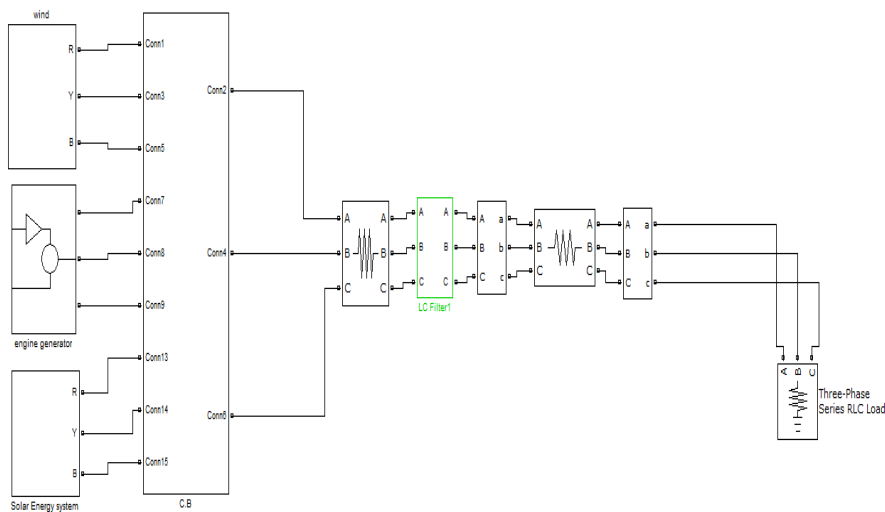 wind
R
Y
B
engine generator
R
Y
B
Solar Energy system
Conn1
Conn3
Conn5
Conn7
Conn8
Conn9
Conn13
Conn14
Conn15
Conn2
Conn4
Conn6
C.B
A A
B B
C C
A A
B B
C C
LC Filter1
A a
B b
C c
A A
B B
C C
A a
B b
C c
A B C
Three-Phase
Series RLC Load